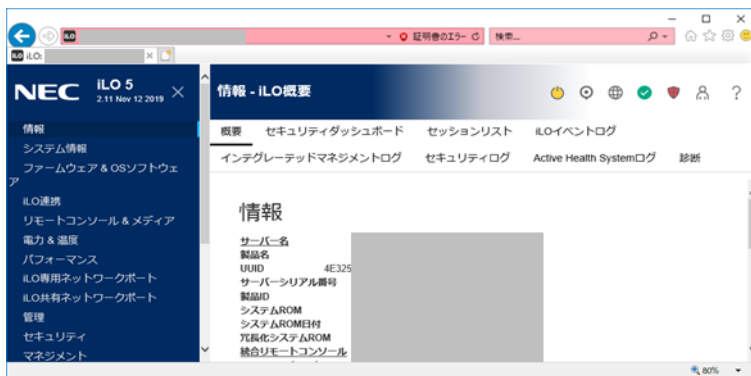 iLO
証明書のエラー
検索...
iLO:
NEC
iLO 5
2.11 Nov 12 2019
情報 - iLO概要
情報
システム情報
ファームウェア & OSソフトウェ
ア
iLO連携
リモートコンソール & メディア
電力 & 温度
パフォーマンス
iLO専用ネットワークポート
iLO共有ネットワークポート
管理
セキュリティ
マネジメント
概要 セキュリティダッシュボード セッションリスト iLOイベントログ
インテグレーテッドマネジメントログ セキュリティログ Active Health Systemログ 診断
情報
サーバー名
製品名
UUID 4E325
サーバーシリアル番号
製品ID
システムROM
システムROM日付
冗長化システムROM
統合リモートコンソール
80%